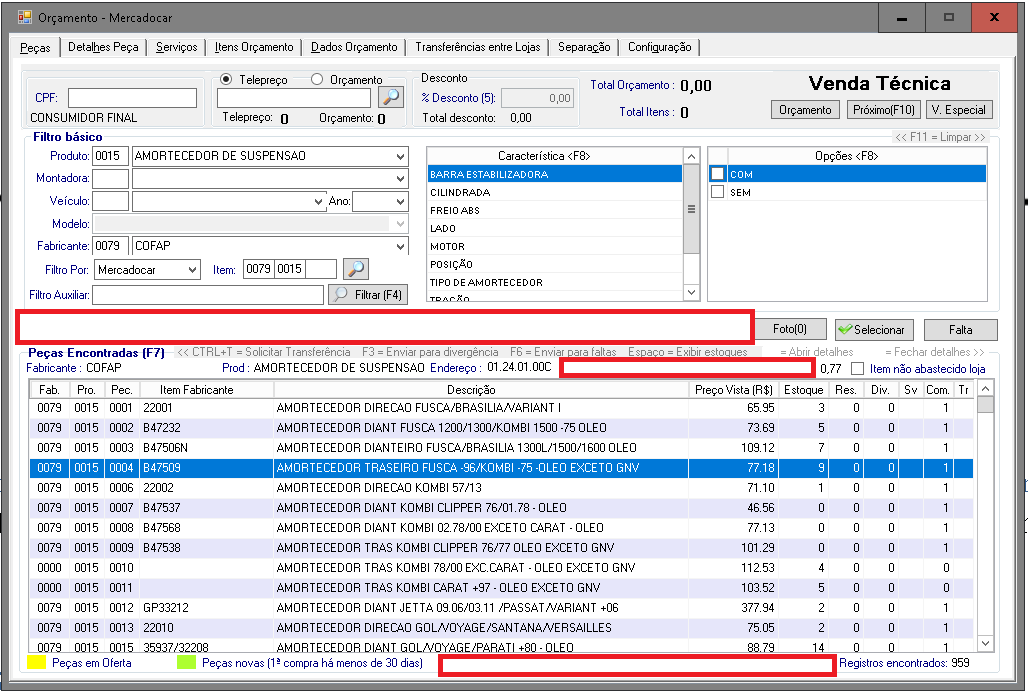 Orçamento - Mercadocar
Peças Detalhes Peça Serviços Itens Orçamento Dados Orçamento Transferências entre Lojas Separação Configuração
Telepreço Orçamento Desconto
CPF: % Desconto (5): 0,00 Total Orçamento : 0,00 Venda Técnica
CONSUMIDOR FINAL Telepreço: 0 Orçamento: 0 Total desconto: 0,00 Total Itens : 0 Orçamento Próximo(F10) V. Especial
Filtro básico << F11 = Limpar >>
Produto: 0015 AMORTECEDOR DE SUSPENSAO Característica <F8> Opções <F8>
Montadora: BARRA ESTABILIZADORA COM
Veículo: Ano: CILINDRADA SEM
Modelo: FREIO ABS
LADO
Fabricante: 0079 COFAP MOTOR
Filtro Por: Mercadocar Item: 0079 0015 POSIÇÃO
TIPO DE AMORTECEDOR
Filtro Auxiliar: Filtrar (F4) TRAÇÃO
Foto(0) Selecionar Falta
Peças Encontradas (F7) << CTRL+T = Solicitar Transferência F3 = Enviar para divergência F6 = Enviar para faltas Espaço = Exibir estoques = Abrir detalhes = Fechar detalhes >>
Fabricante : COFAP Prod : AMORTECEDOR DE SUSPENSAO Endereço : 01.24.01.00C 0,77 Item não abastecido loja
Fab. Pro. Pec. Item Fabricante Descrição Preço Vista (R$) Estoque Res. Div. Sv Com. Tr
0079 0015 0001 22001 AMORTECEDOR DIRECAO FUSCA/BRASILIA/VARIANT I 65.95 3 0 0 1
0079 0015 0002 B47232 AMORTECEDOR DIANT FUSCA 1200/1300/KOMBI 1500 -75 OLEO 73.69 5 0 0 1
0079 0015 0003 B47506N AMORTECEDOR DIANTEIRO FUSCA/BRASILIA 1300L/1500/1600 OLEO 109.12 7 0 0 1
0079 0015 0004 B47509 AMORTECEDOR TRASEIRO FUSCA -96/KOMBI -75 -OLEO EXCETO GNV 77.18 9 0 0 1
0079 0015 0006 22002 AMORTECEDOR DIRECAO KOMBI 57/13 71.10 1 0 0 1
0079 0015 0007 B47537 AMORTECEDOR DIANT KOMBI CLIPPER 76/01.78 - OLEO 46.56 0 0 0 1
0079 0015 0008 B47568 AMORTECEDOR DIANT KOMBI 02.78/00 EXCETO CARAT - OLEO 77.13 0 0 0 1
0079 0015 0009 B47538 AMORTECEDOR TRAS KOMBI CLIPPER 76/77 OLEO EXCETO GNV 101.29 0 0 0 1
0000 0015 0010 AMORTECEDOR TRAS KOMBI 78/00 EXC.CARAT - OLEO EXCETO GNV 112.53 4 0 0 0
0000 0015 0011 AMORTECEDOR TRAS KOMBI CARAT +97 - OLEO EXCETO GNV 103.52 5 0 0 0
0079 0015 0012 GP33212 AMORTECEDOR DIANT JETTA 09.06/03.11 /PASSAT/VARIANT +06 377.94 2 0 0 1
0079 0015 0013 22010 AMORTECEDOR DIRECAO GOL/VOYAGE/SANTANA/VERSAILLES 75.05 2 0 0 1
0079 0015 0015 35937/32208 AMORTECEDOR DIANT GOL/VOYAGE/PARATI +80 - OLEO 88.79 14 0 0 1
Peças em Oferta Peças novas (1ª compra há menos de 30 dias) Registros encontrados: 959